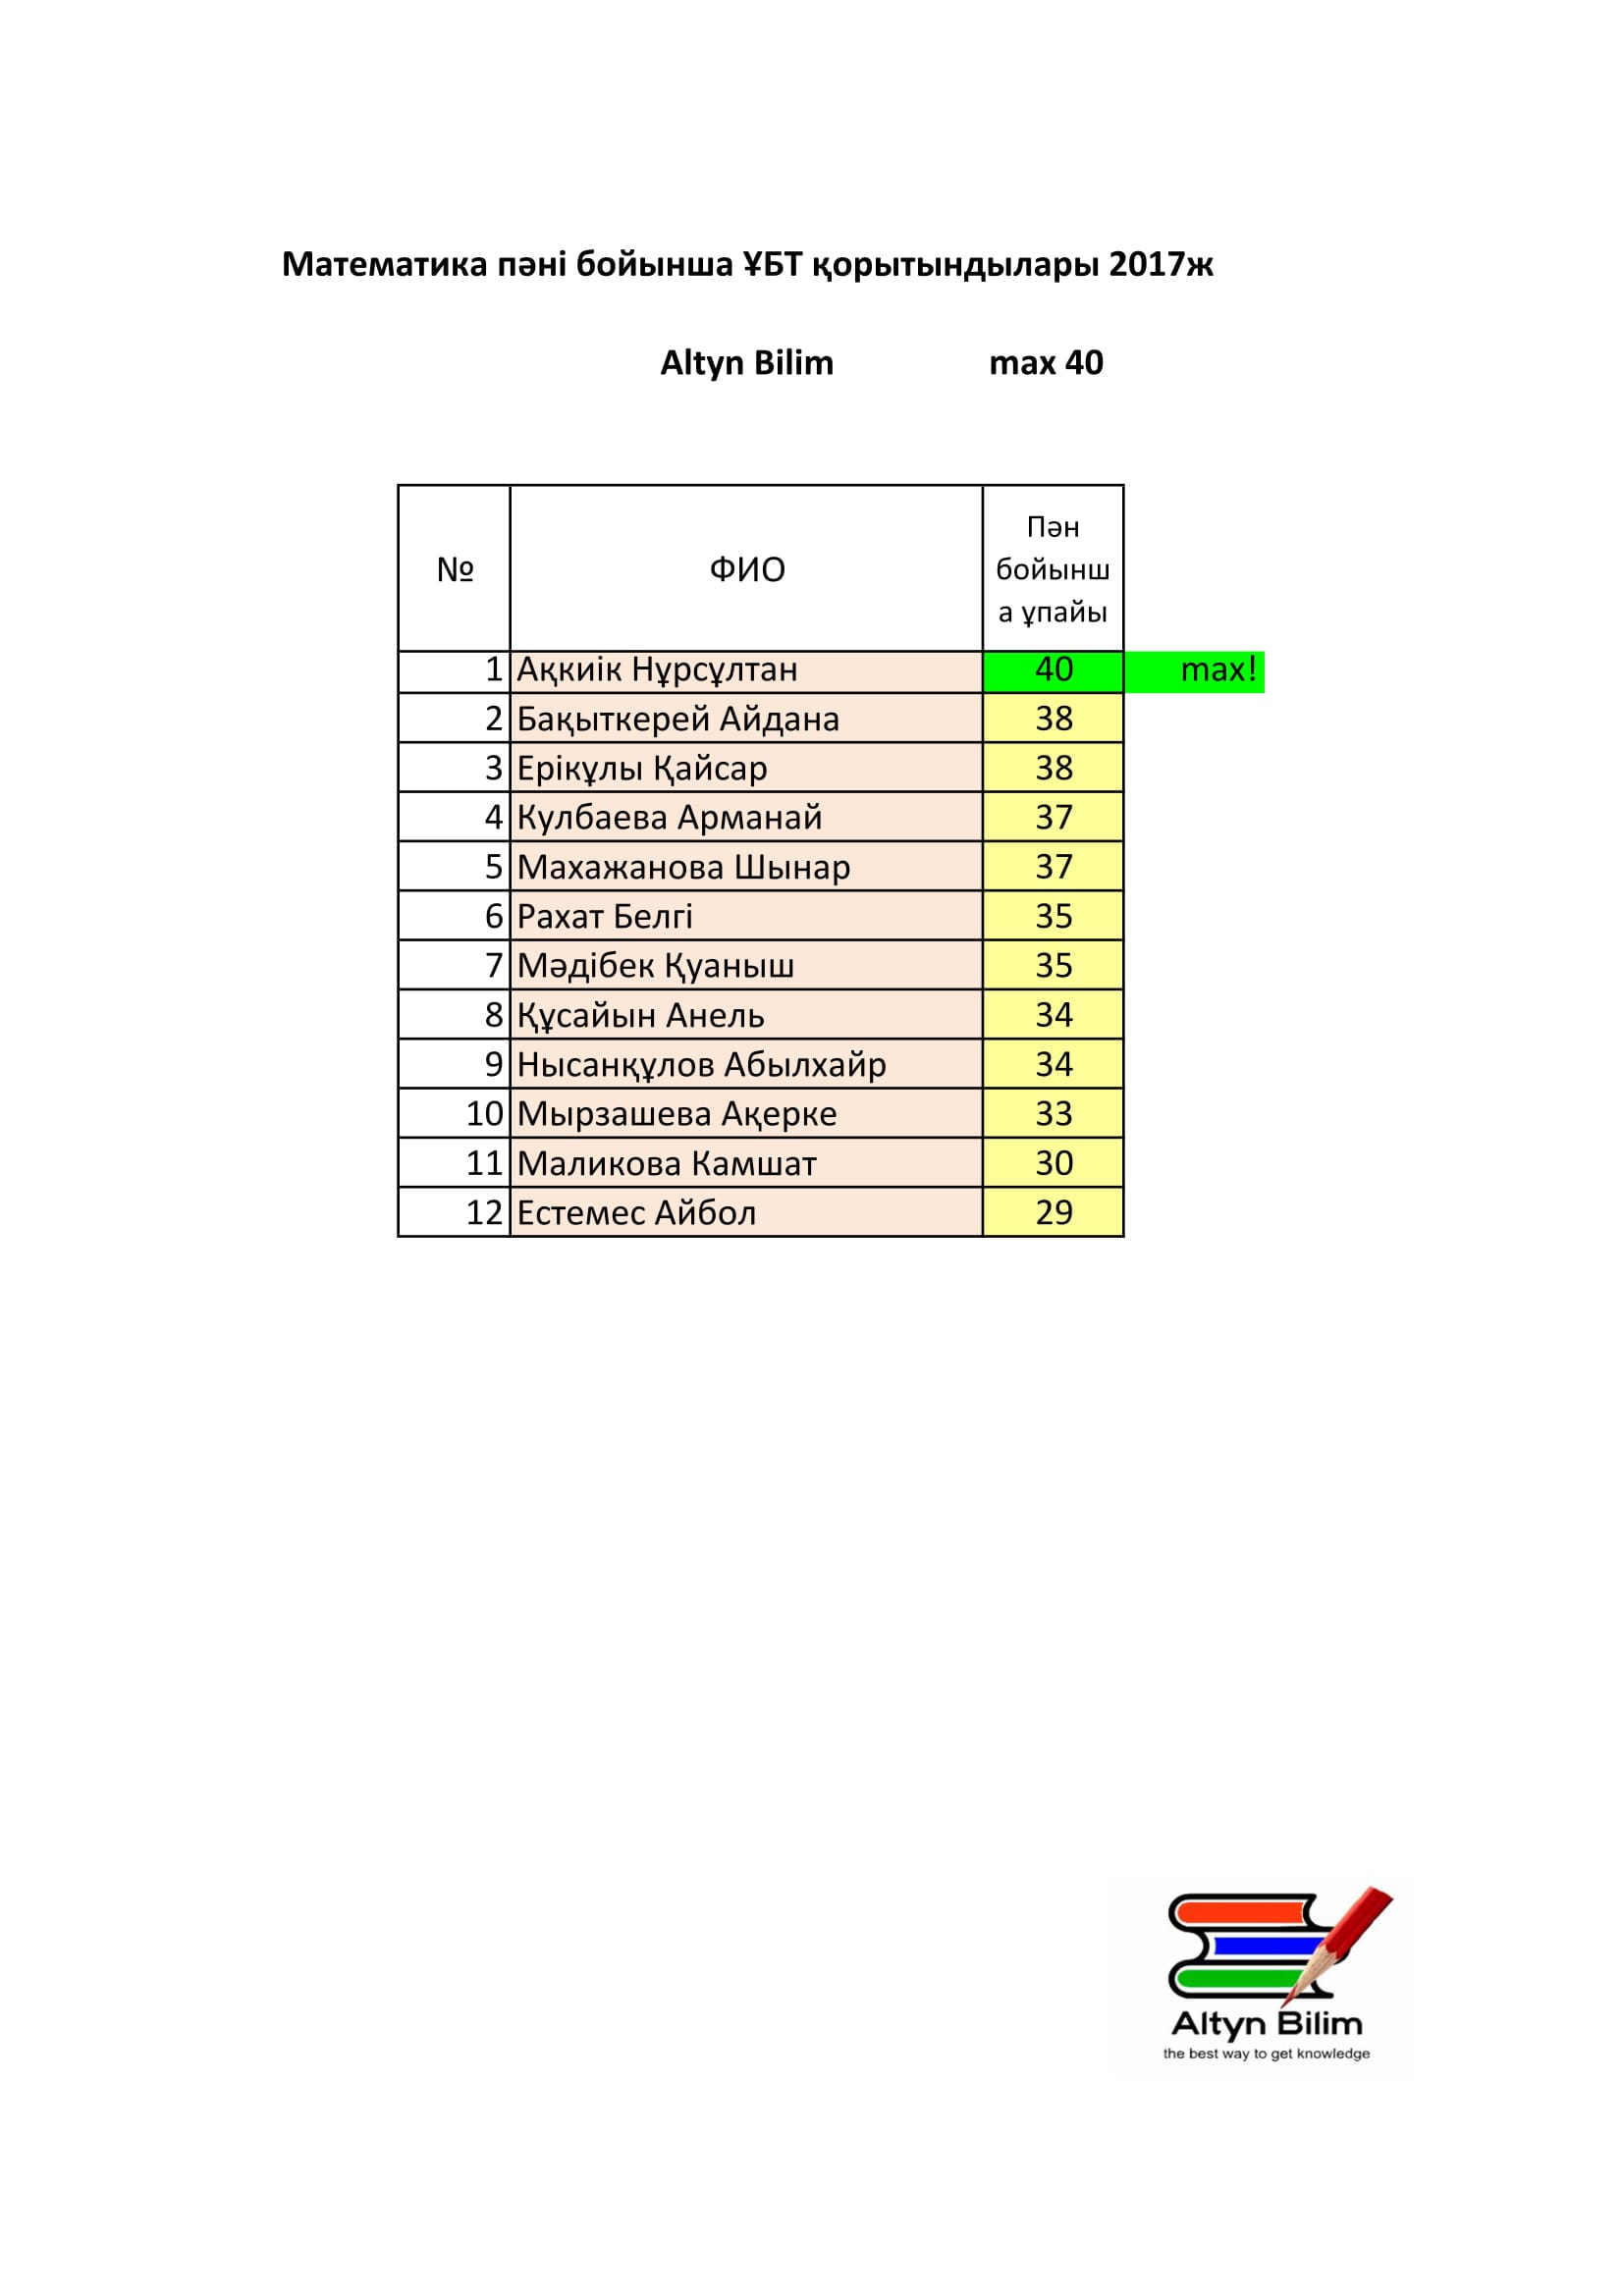 Математика пәні бойынша ҰБТ қорытындылары 2017ж
Altyn Bilim max 40
№ ФИО Пән
бойынш
а ұпайы
1 Ақкиік Нұрсұлтан 40 max!
2 Бақыткерей Айдана 38
3 Ерікұлы Қайсар 38
4 Кулбаева Арманай 37
5 Махажанова Шынар 37
6 Рахат Белгі 35
7 Мәдібек Қуаныш 35
8 Құсайын Анель 34
9 Нысанқұлов Абылхайр 34
10 Мырзашева Ақерке 33
11 Маликова Камшат 30
12 Естемес Айбол 29
Altyn Bilim
the best way to get knowledge